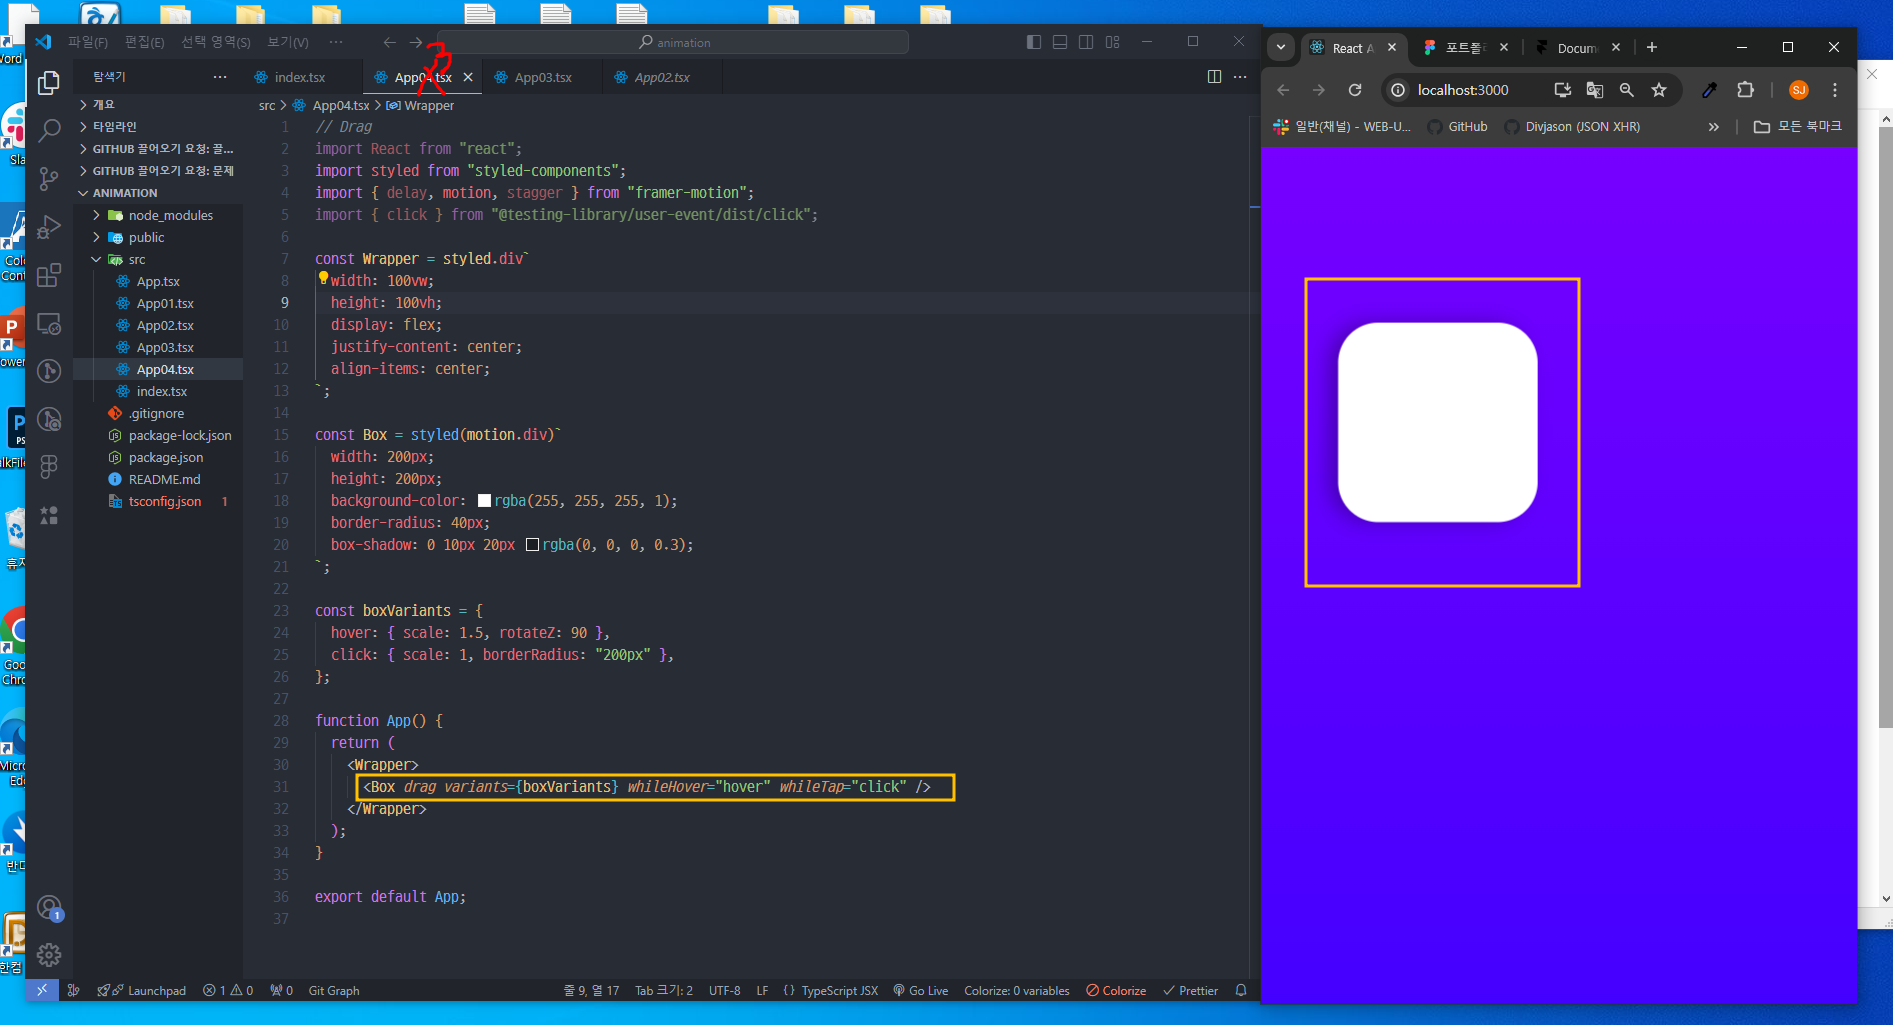 파일(F) 편집(E) 선택 영역(S) 보기(V) ··· animation
탐색기 ···
개요
타임라인
GITHUB 끌어오기 요청: 끌...
GITHUB 끌어오기 요청: 문제
ANIMATION
node_modules
public
src
App.tsx
App01.tsx
App02.tsx
App03.tsx
App04.tsx
index.tsx
.gitignore
package-lock.json
package.json
README.md
tsconfig.json 1
index.tsx App04.tsx App03.tsx App02.tsx
src > App04.tsx > Wrapper
1 // Drag
2 import React from "react";
3 import styled from "styled-components";
4 import { delay, motion, stagger } from "framer-motion";
5 import { click } from "@testing-library/user-event/dist/click";
6
7 const Wrapper = styled.div`
8 width: 100vw;
9 height: 100vh;
10 display: flex;
11 justify-content: center;
12 align-items: center;
13 `;
14
15 const Box = styled(motion.div)`
16 width: 200px;
17 height: 200px;
18 background-color: rgba(255, 255, 255, 1);
19 border-radius: 40px;
20 box-shadow: 0 10px 20px rgba(0, 0, 0, 0.3);
21 `;
22
23 const boxVariants = {
24 hover: { scale: 1.5, rotateZ: 90 },
25 click: { scale: 1, borderRadius: "200px" },
26 };
27
28 function App() {
29 return (
30 <Wrapper>
31 <Box drag variants={boxVariants} whileHover="hover" whileTap="click" />
32 </Wrapper>
33 );
34 }
35
36 export default App;
37
1
Launchpad 1 0 0 Git Graph 줄 9, 열 17 Tab 크기: 2 UTF-8 LF {} TypeScript JSX Go Live Colorize: 0 variables Colorize Prettier
React A 포트폴 Docum
localhost:3000 SJ
일반(채널) - WEB-U... GitHub Divjason (JSON XHR) » 모든 북마크
Word
Sla
Colo
Cont
Goo
Chro
Micro
Edg
한컴